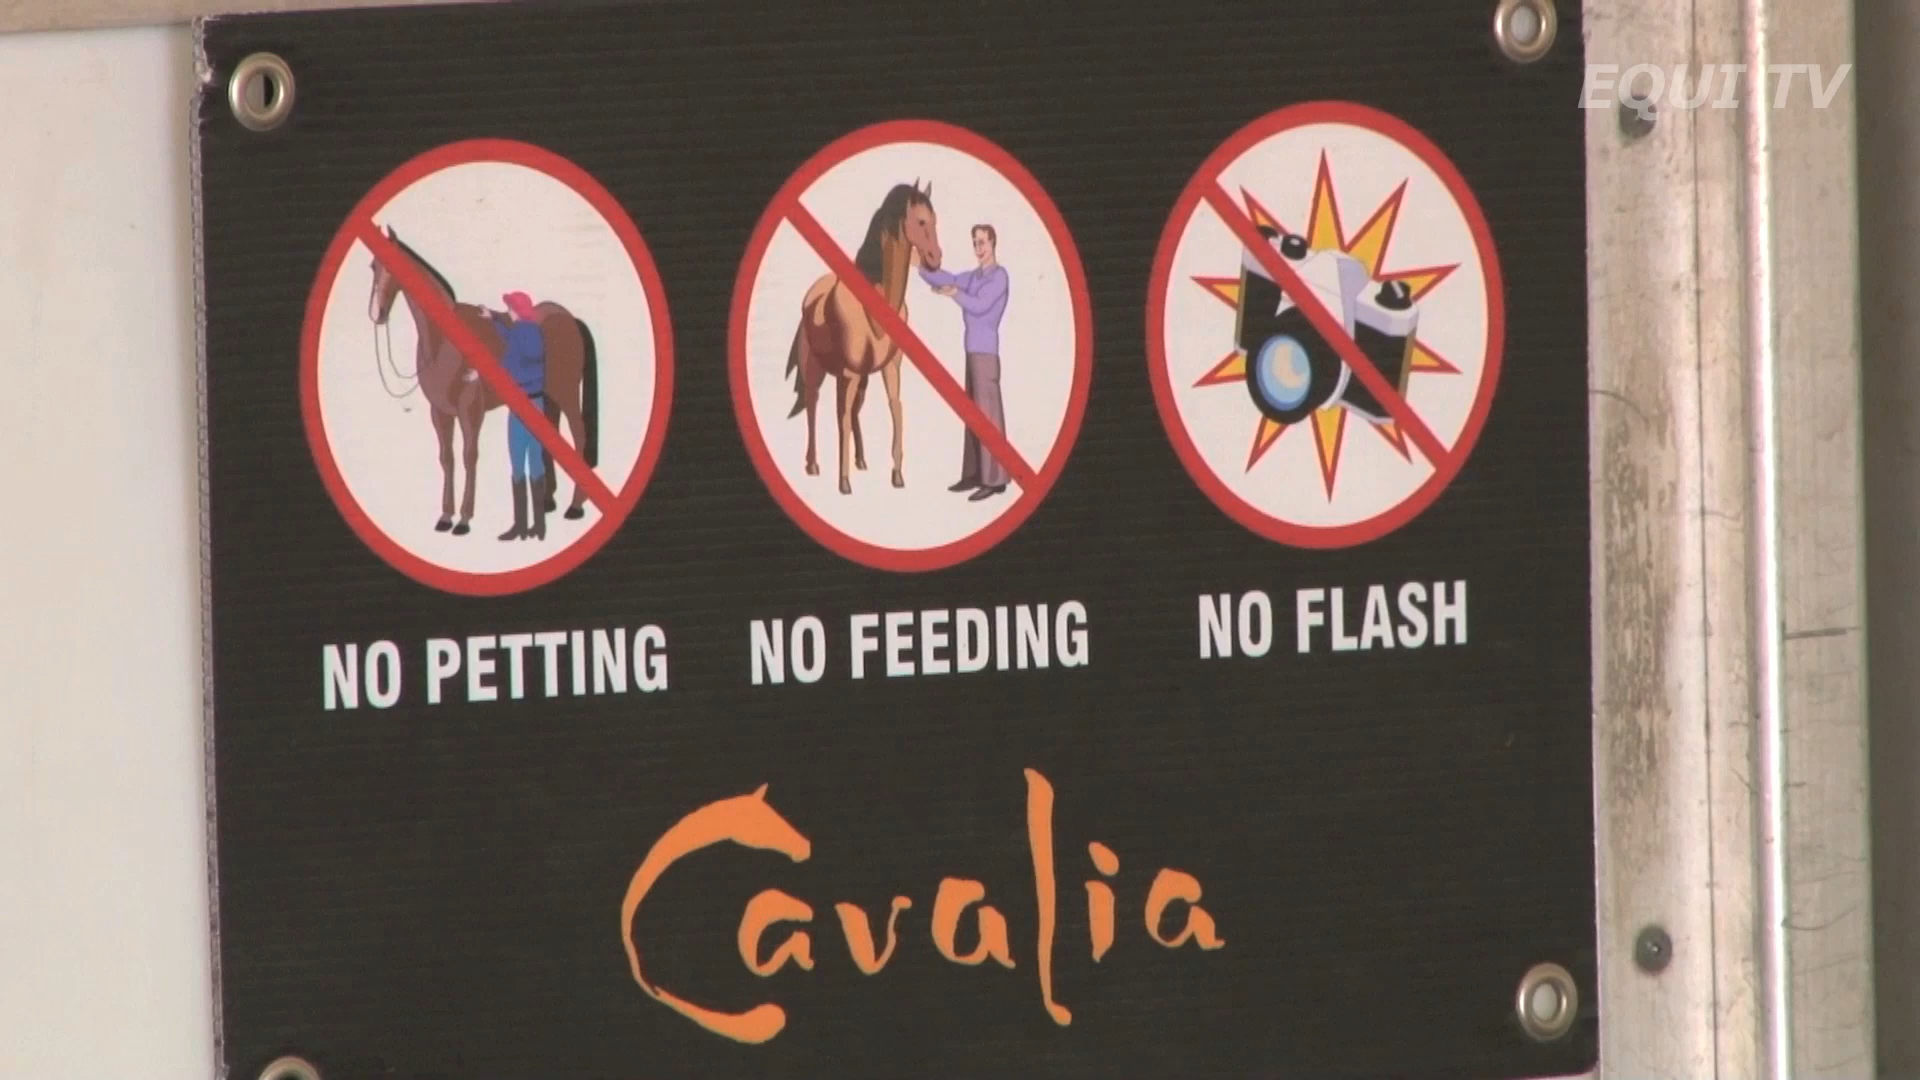 EQUI TV
NO PETTING
NO FEEDING
NO FLASH
Cavalia